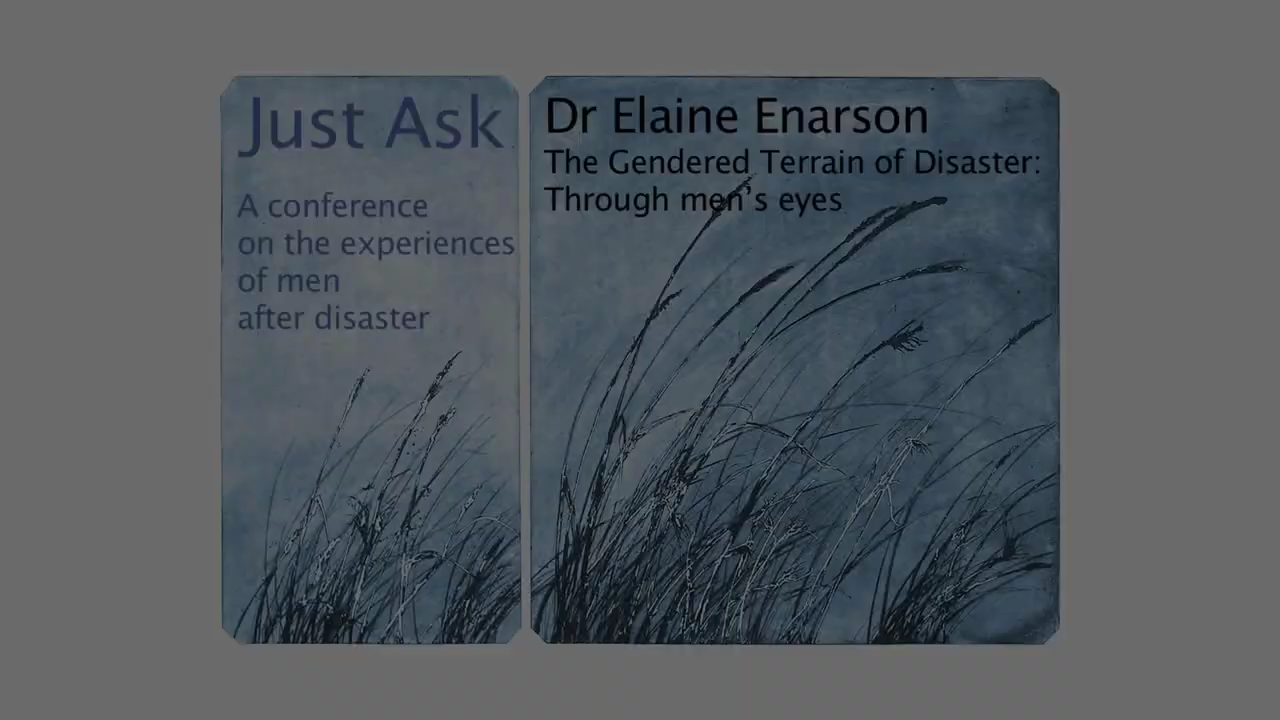 Just Ask
A conference
on the experiences
of men
after disaster
Dr Elaine Enarson
The Gendered Terrain of Disaster:
Through men’s eyes